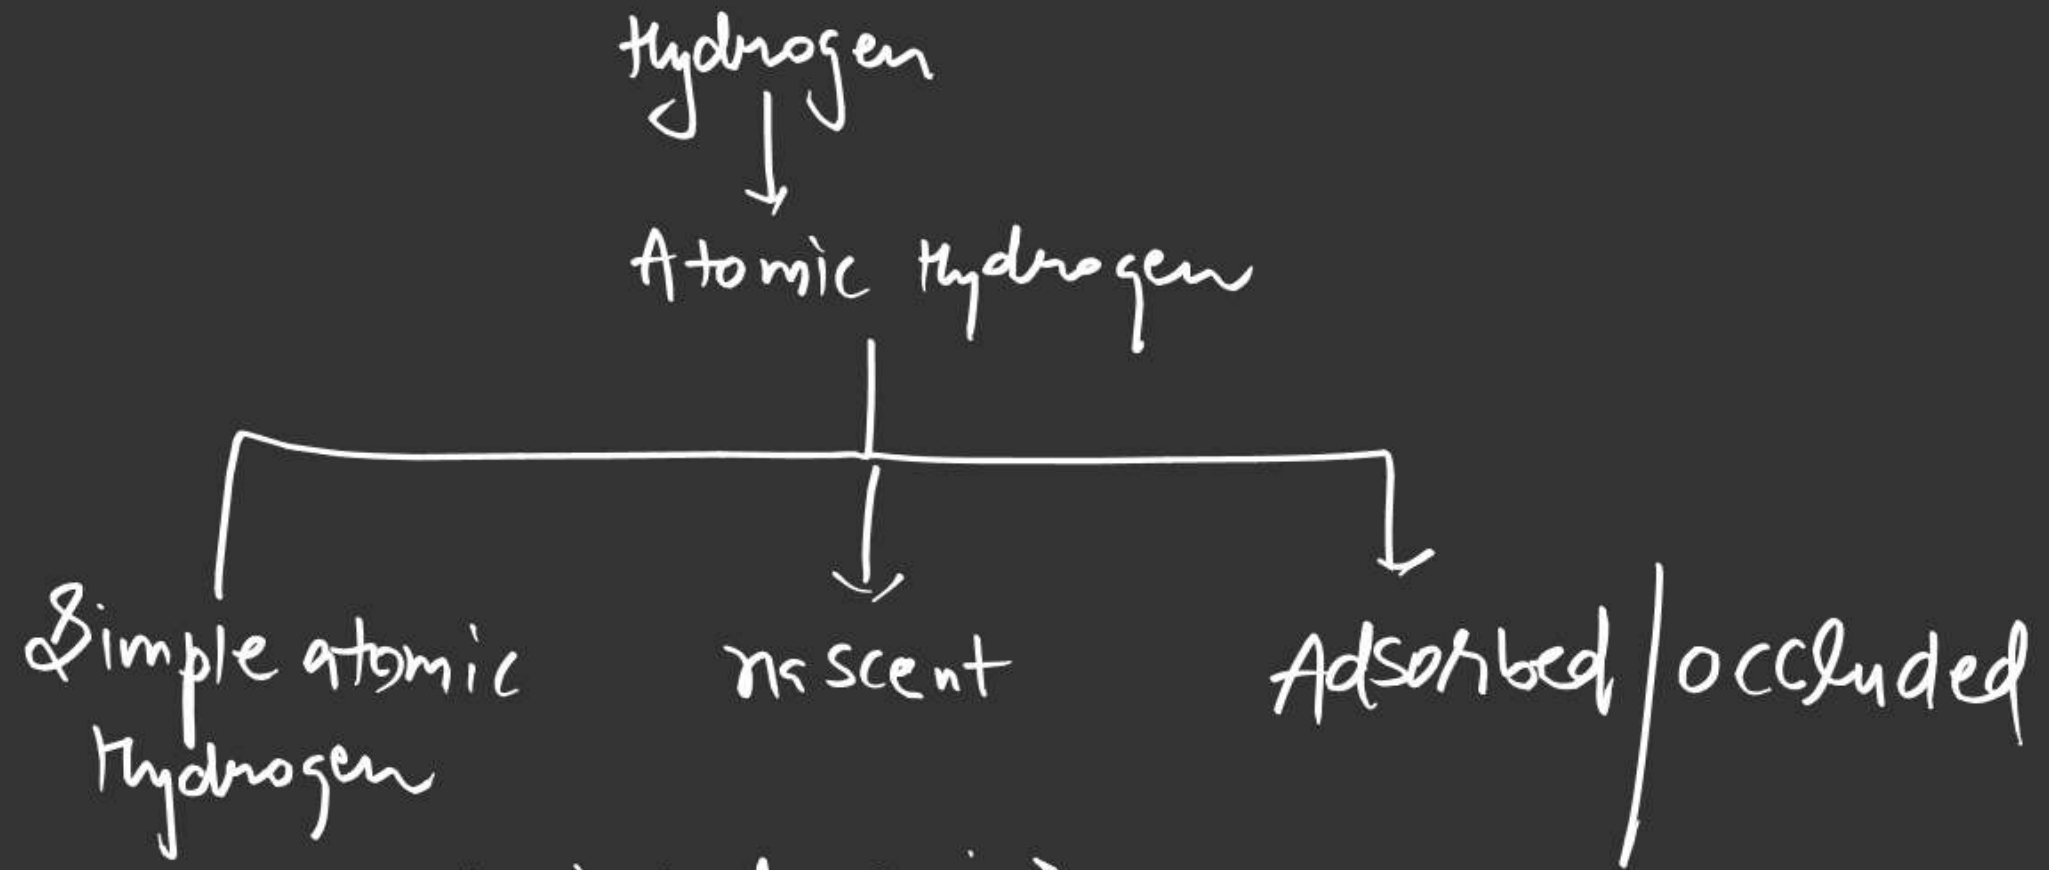 Hydrogen
Atomic Hydrogen
Simple atomic nascent Adsorbed/occluded
Hydrogen